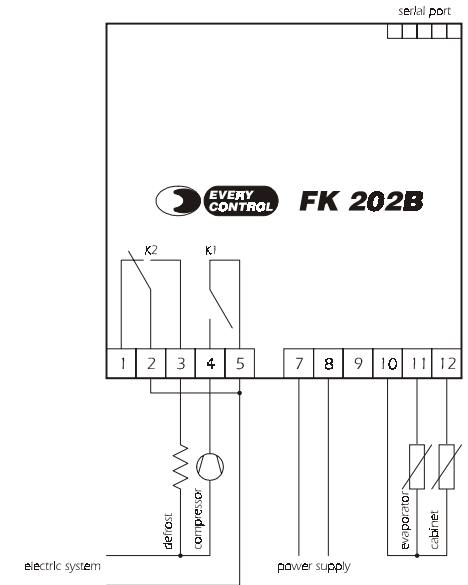 serial port
EVERY
CONTROL
FK 202B
K2
K1
1 2 3 4 5 7 8 9 10 11 12
defrost
compressor
evaporator
cabinet
electric system
power supply